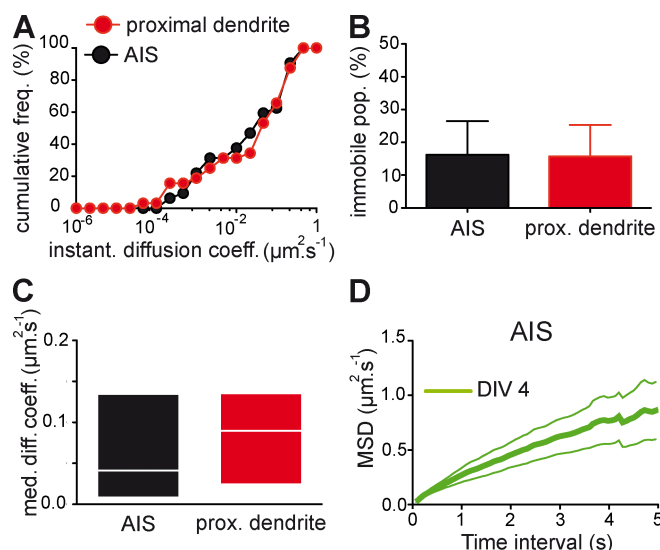 A
proximal dendrite
AIS
cumulative freq. (%)
100
80
60
40
20
0
10-6
10-4
10-2
1
instant. diffusion coeff. (µm².s-1)
B
immobile pop. (%)
50
40
30
20
10
0
AIS
prox. dendrite
C
med. diff. coeff. (µm².s-1)
0.2
0.1
0.0
AIS
prox. dendrite
D
AIS
DIV 4
MSD (µm².s-1)
1.5
1.0
0.5
0.0
0 1 2 3 4 5
Time interval (s)